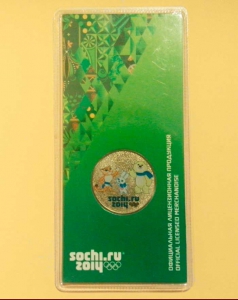 sochi.ru
2014
ОФИЦИАЛЬНАЯ ЛИЦЕНЗИОННАЯ ПРОДУКЦИЯ
OFFICIAL LICENSED MERCHANDISE
sochi.ru
2014